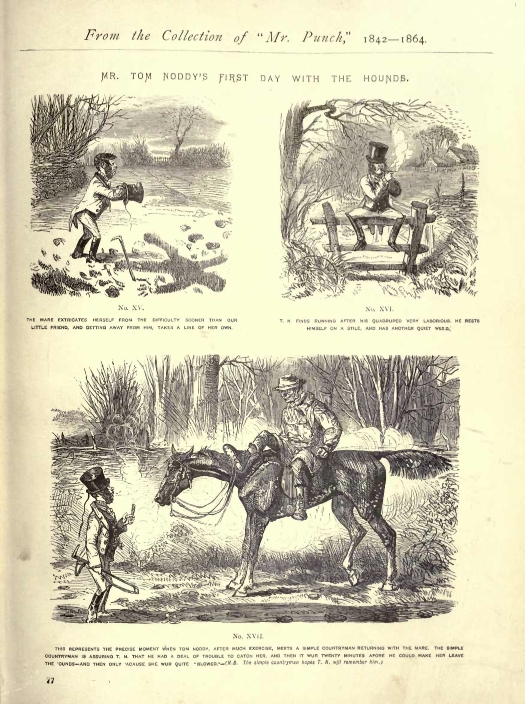 From the Collection of "Mr. Punch," 1842—1864.
MR. TOM NODDY'S FIRST DAY WITH THE HOUNDS.
No. XV.
THE MARE EXTRICATES HERSELF FROM THE DIFFICULTY SOONER THAN OUR
LITTLE FRIEND, AND GETTING AWAY FROM HIM, TAKES A LINE OF HER OWN.
No. XVI.
T. N. FINDS RUNNING AFTER HIS QUADRUPED VERY LABORIOUS. HE RESTS
HIMSELF ON A STILE, AND HAS ANOTHER QUIET WEED.
No. XVII.
THIS REPRESENTS THE PRECISE MOMENT WHEN TOM NODDY, AFTER MUCH EXERCISE, MEETS A SIMPLE COUNTRYMAN RETURNING WITH THE MARE. THE SIMPLE
COUNTRYMAN IS ASSURING T. N. THAT HE HAD A DEAL OF TROUBLE TO CATCH HER, AND THEN IT WUR TWENTY MINUTES AFORE HE COULD MAKE HER LEAVE
THE 'OUNDS—AND THEN ONLY 'ACAUSE SHE WUR QUITE "BLOWED."—(N.B. The simple countryman hopes T. N. will remember him.)
77